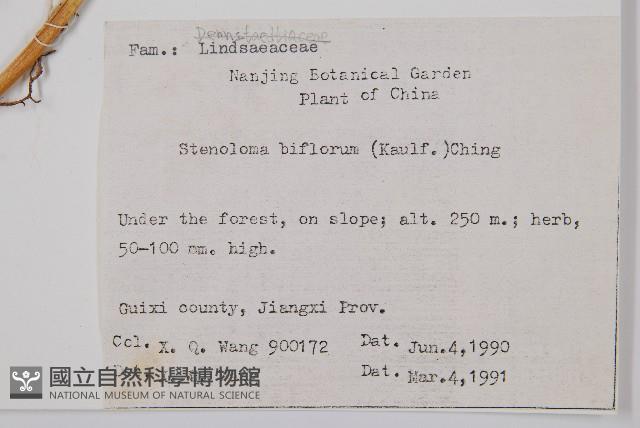 Dennstaedtiaceae
Fam.: Lindsaeaceae
Nanjing Botanical Garden
Plant of China
Stenoloma biflorum (Kaulf.)Ching
Under the forest, on slope; alt. 250 m.; herb,
50-100 mm. high.
Guixi county, Jiangxi Prov.
Col. X. Q. Wang 900172 Dat. Jun.4,1990
Dat. Mar.4,1991
國立自然科學博物館
NATIONAL MUSEUM OF NATURAL SCIENCE